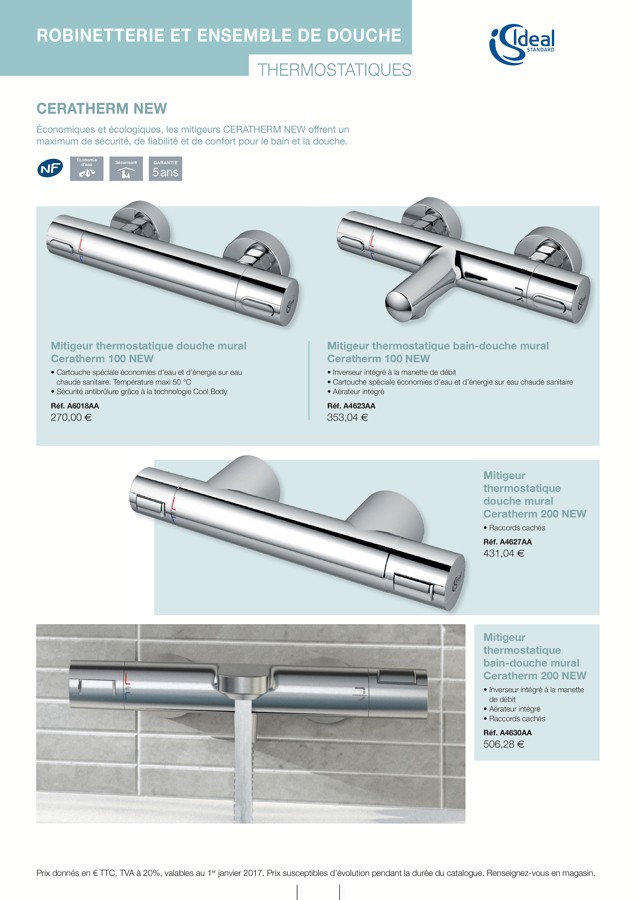 ROBINETTERIE ET ENSEMBLE DE DOUCHE
THERMOSTATIQUES
Ideal
STANDARD
CERATHERM NEW
Économiques et écologiques, les mitigeurs CERATHERM NEW offrent un
maximum de sécurité, de fiabilité et de confort pour le bain et la douche.
NF
Économie
d'eau
Sécurisant
GARANTIE
5 ans
Mitigeur thermostatique douche mural
Ceratherm 100 NEW
• Cartouche spéciale économies d'eau et d'énergie sur eau
chaude sanitaire. Température maxi 50 °C
• Sécurité antibrûlure grâce à la technologie Cool Body
Réf. A6018AA
270,00 €
Mitigeur thermostatique bain-douche mural
Ceratherm 100 NEW
• Inverseur intégré à la manette de débit
• Cartouche spéciale économies d'eau et d'énergie sur eau chaude sanitaire
• Aérateur intégré
Réf. A4623AA
353,04 €
Mitigeur
thermostatique
douche mural
Ceratherm 200 NEW
• Raccords cachés
Réf. A4627AA
431,04 €
Mitigeur
thermostatique
bain-douche mural
Ceratherm 200 NEW
• Inverseur intégré à la manette
de débit
• Aérateur intégré
• Raccords cachés
Réf. A4630AA
506,28 €
Prix donnés en € TTC, TVA à 20%, valables au 1er janvier 2017. Prix susceptibles d'évolution pendant la durée du catalogue. Renseignez-vous en magasin.